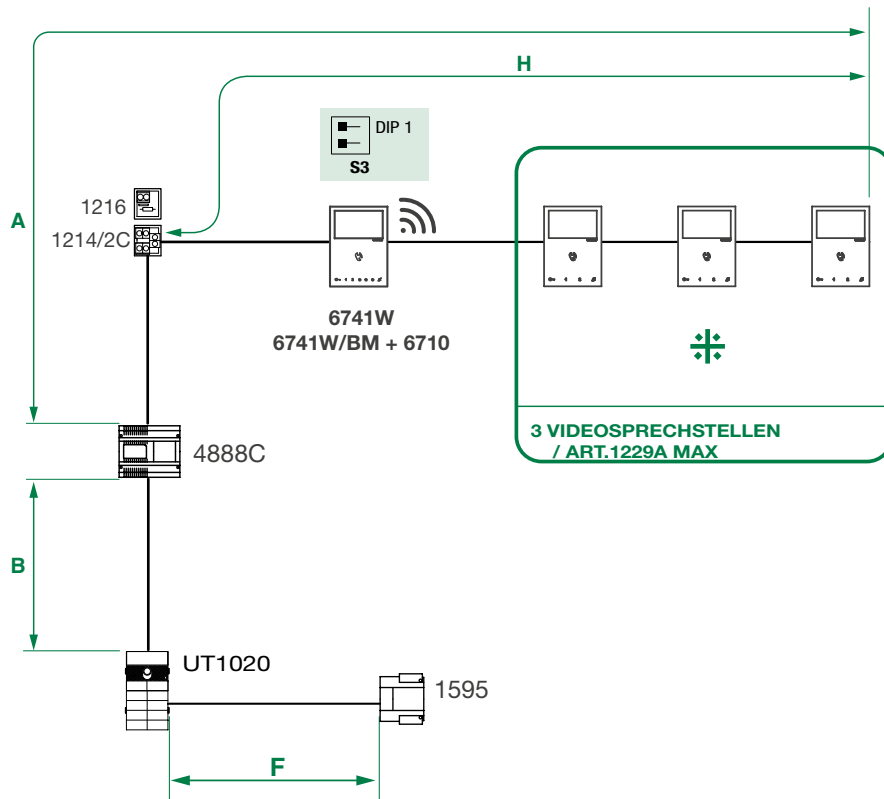 H
DIP 1
S3
A
1216
1214/2C
6741W
6741W/BM + 6710
3 VIDEOSPRECHSTELLEN
/ ART.1229A MAX
4888C
B
UT1020
1595
F